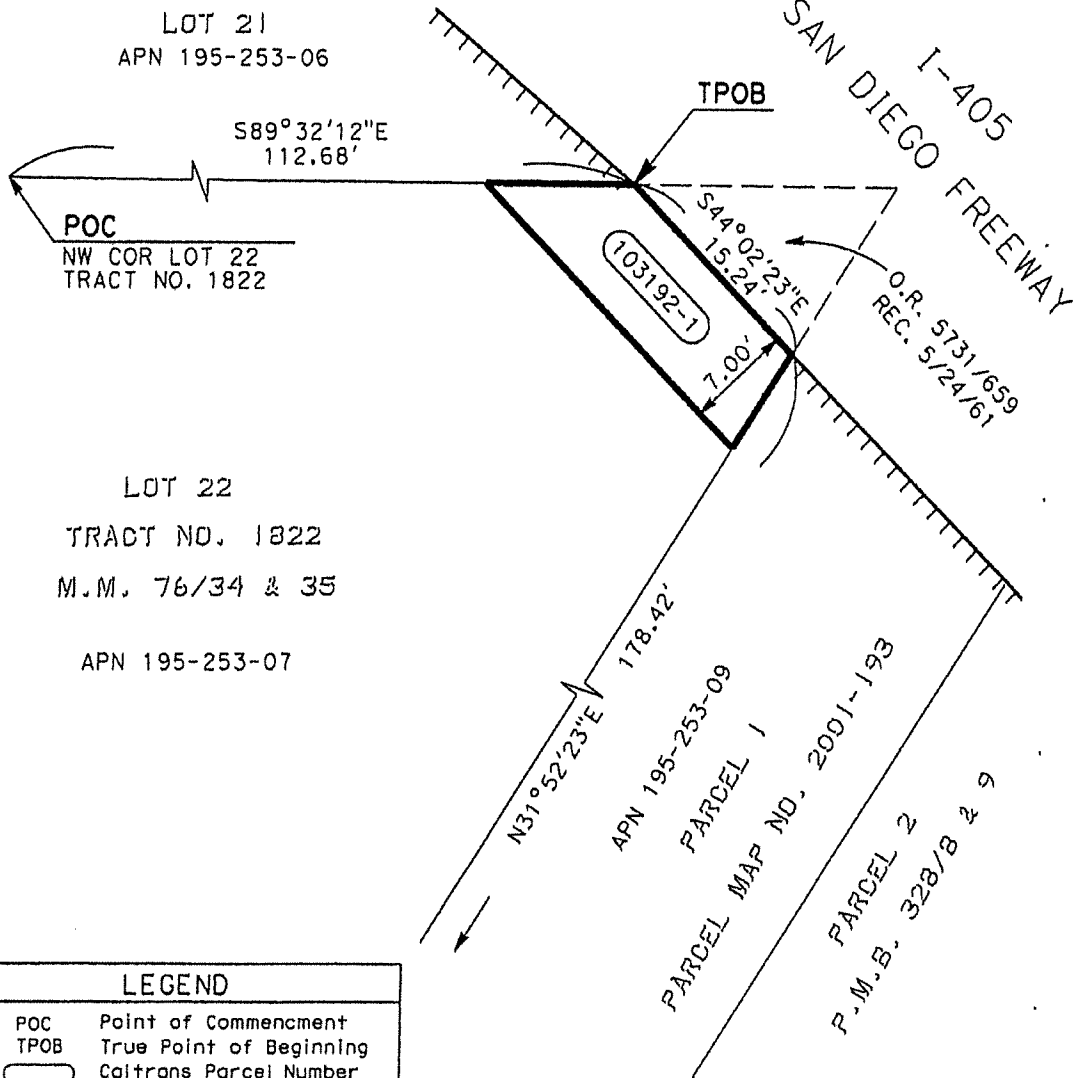 LOT 21
APN 195-253-06
S89°32'12"E
112.68'
TPOB
I-405
SAN DIEGO FREEWAY
POC
NW COR LOT 22
TRACT NO. 1822
103192-1
S44°02'23"E
15.24'
7.00'
O.R. 5731/659
REC. 5/24/61
LOT 22
TRACT NO. 1822
M.M. 76/34 & 35
APN 195-253-07
N31°52'23"E 178.42'
APN 195-253-09
PARCEL 1
PARCEL MAP NO. 2001-193
PARCEL 2
P.M.B. 328/8 & 9
LEGEND
POC Point of Commencment
TPOB True Point of Beginning
Caltrans Parcel Number